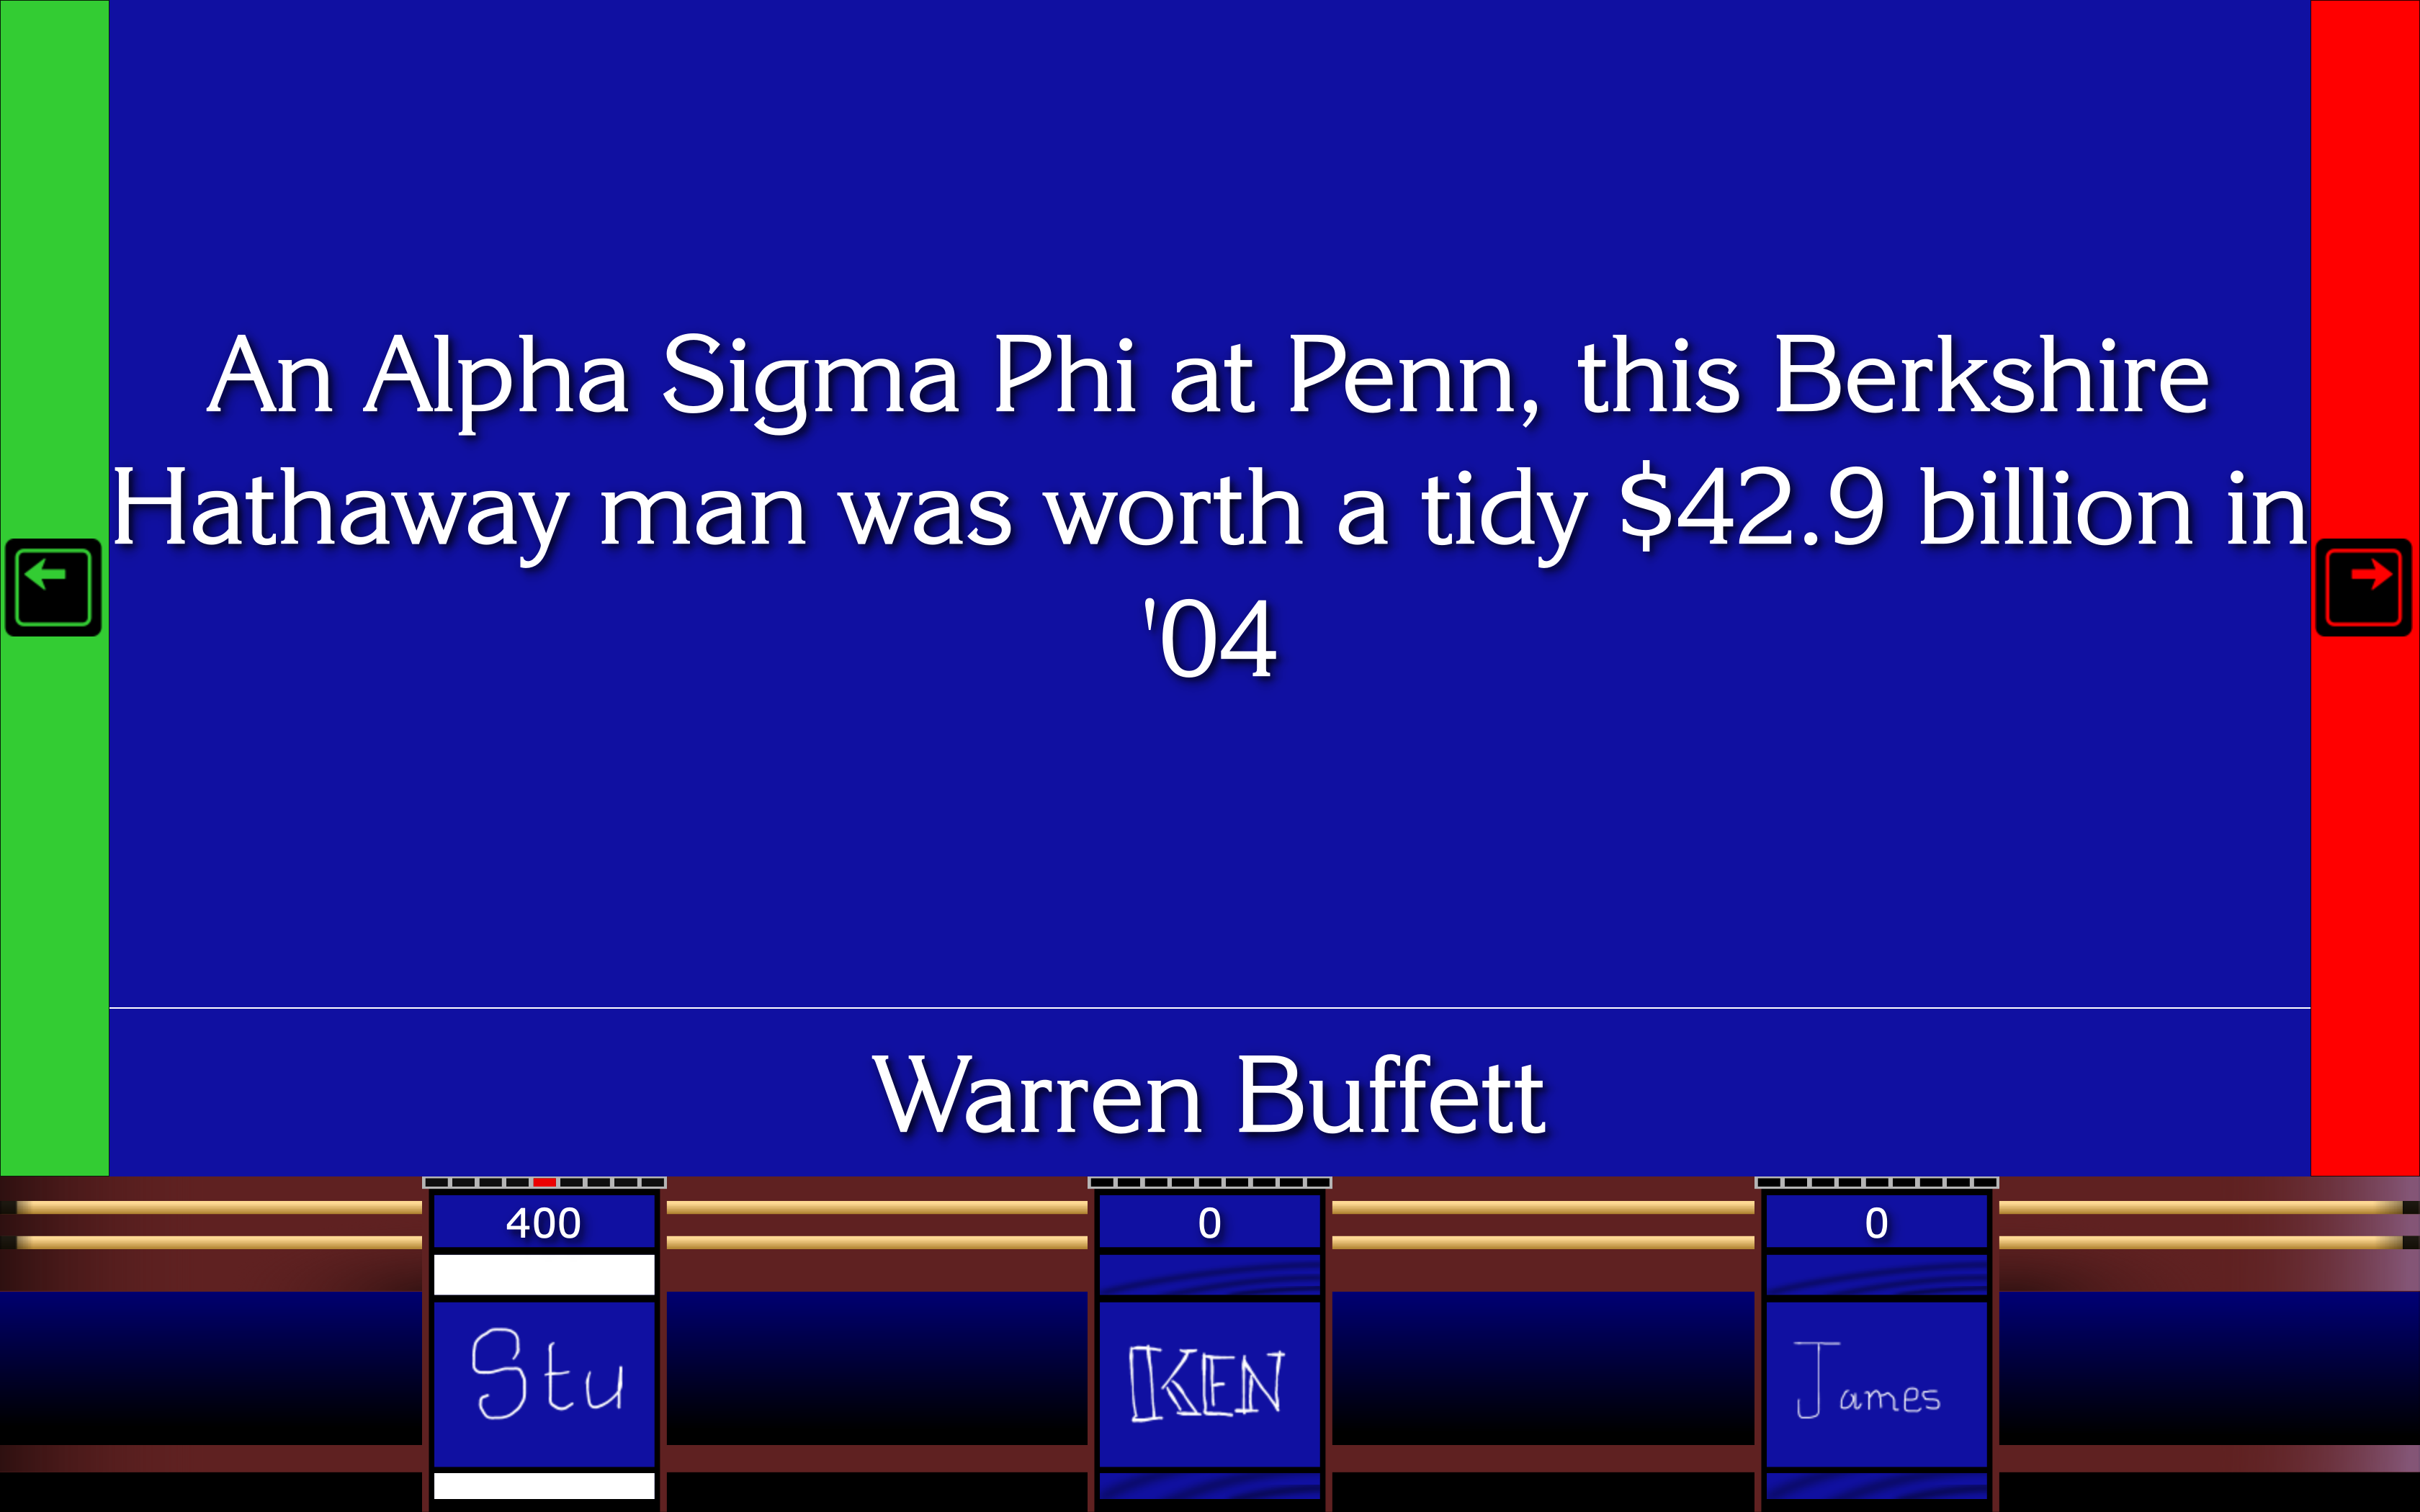 An Alpha Sigma Phi at Penn, this Berkshire
Hathaway man was worth a tidy $42.9 billion in
'04
Warren Buffett
400
0
0
Stu
KEN
James